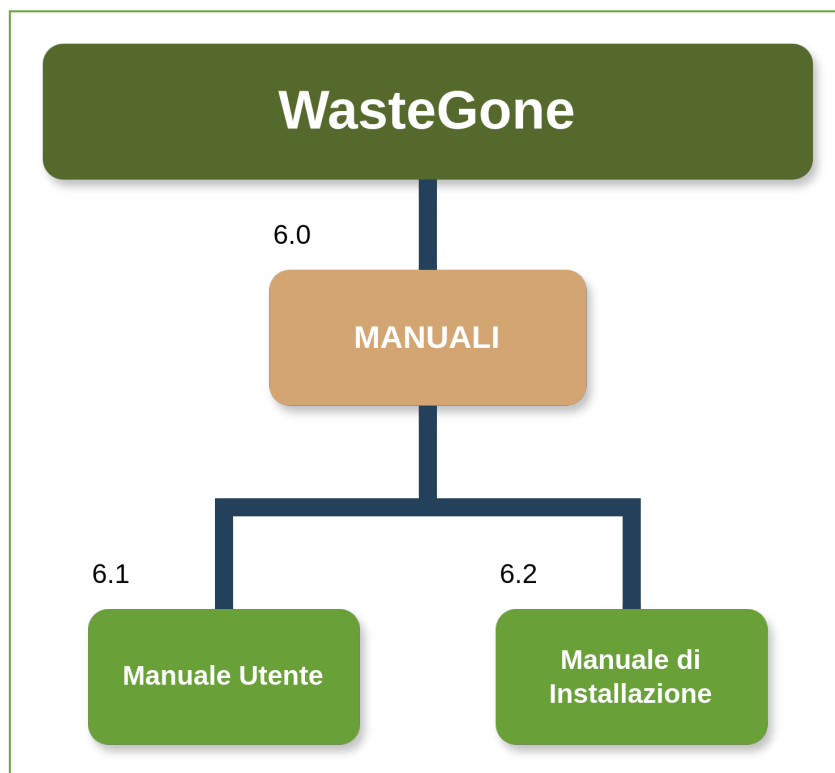 WasteGone
6.0
MANUALI
6.1
6.2
Manuale Utente
Manuale di
Installazione